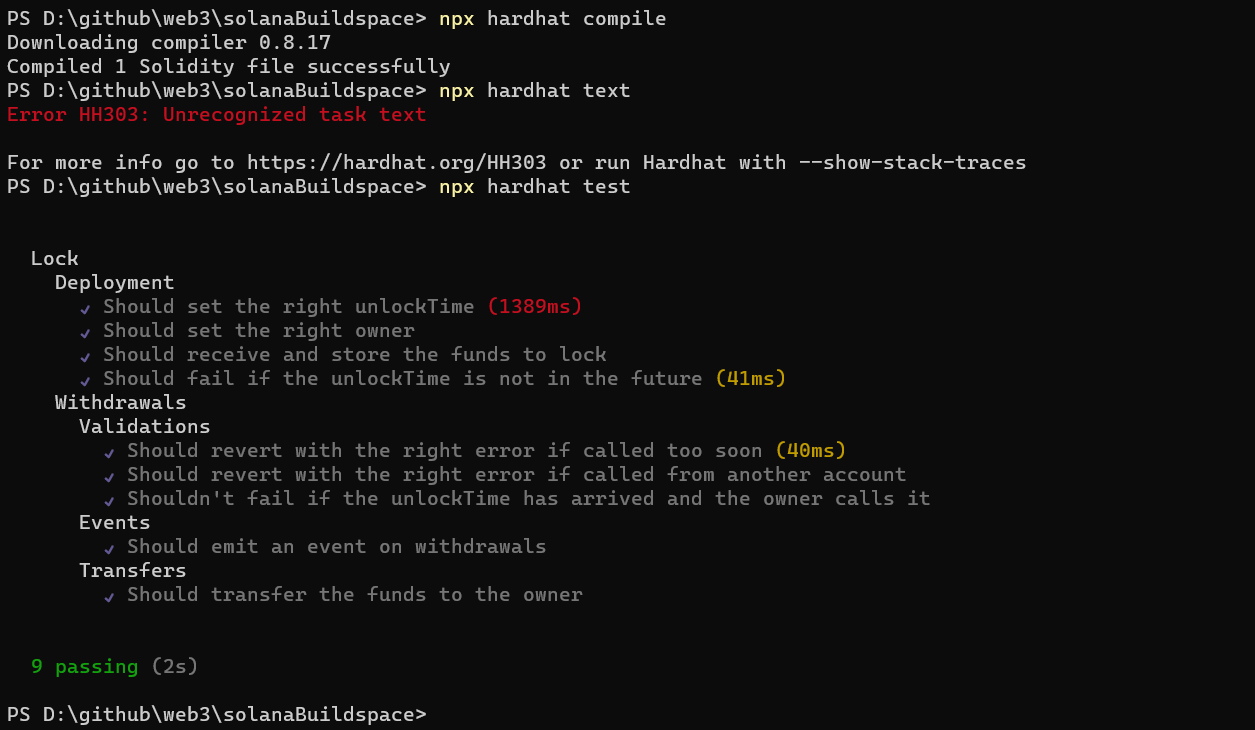 PS D:\github\web3\solanaBuildspace> npx hardhat compile
Downloading compiler 0.8.17
Compiled 1 Solidity file successfully
PS D:\github\web3\solanaBuildspace> npx hardhat text
Error HH303: Unrecognized task text
For more info go to https://hardhat.org/HH303 or run Hardhat with --show-stack-traces
PS D:\github\web3\solanaBuildspace> npx hardhat test
Lock
Deployment
✓ Should set the right unlockTime (1389ms)
✓ Should set the right owner
✓ Should receive and store the funds to lock
✓ Should fail if the unlockTime is not in the future (41ms)
Withdrawals
Validations
✓ Should revert with the right error if called too soon (40ms)
✓ Should revert with the right error if called from another account
✓ Shouldn't fail if the unlockTime has arrived and the owner calls it
Events
✓ Should emit an event on withdrawals
Transfers
✓ Should transfer the funds to the owner
9 passing (2s)
PS D:\github\web3\solanaBuildspace>